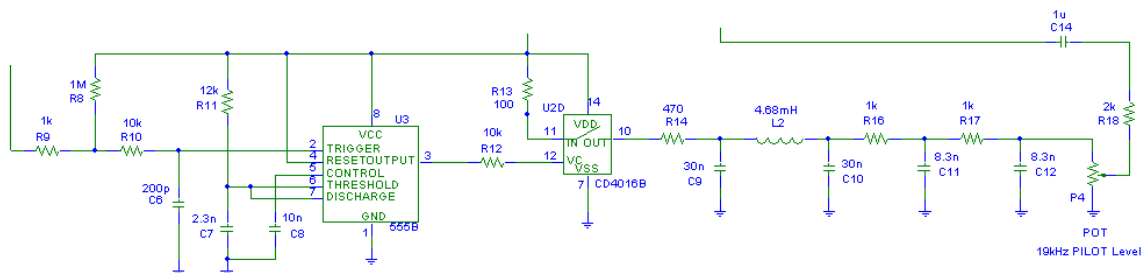 1u
C14
1M
R8
12k
R11
R13
100
U2D
14
2k
R18
1k
R9
10k
R10
8
U3
VCC
2
TRIGGER
4
RESETOUTPUT
3
5
CONTROL
6
THRESHOLD
7
DISCHARGE
GND
1
555B
10k
R12
VDD
11
IN OUT
10
12
VC
VSS
7
CD4016B
470
R14
4.68mH
L2
1k
R16
1k
R17
200p
C6
2.3n
C7
10n
C8
30n
C9
30n
C10
8.3n
C11
8.3n
C12
P4
POT
19kHz PILOT Level